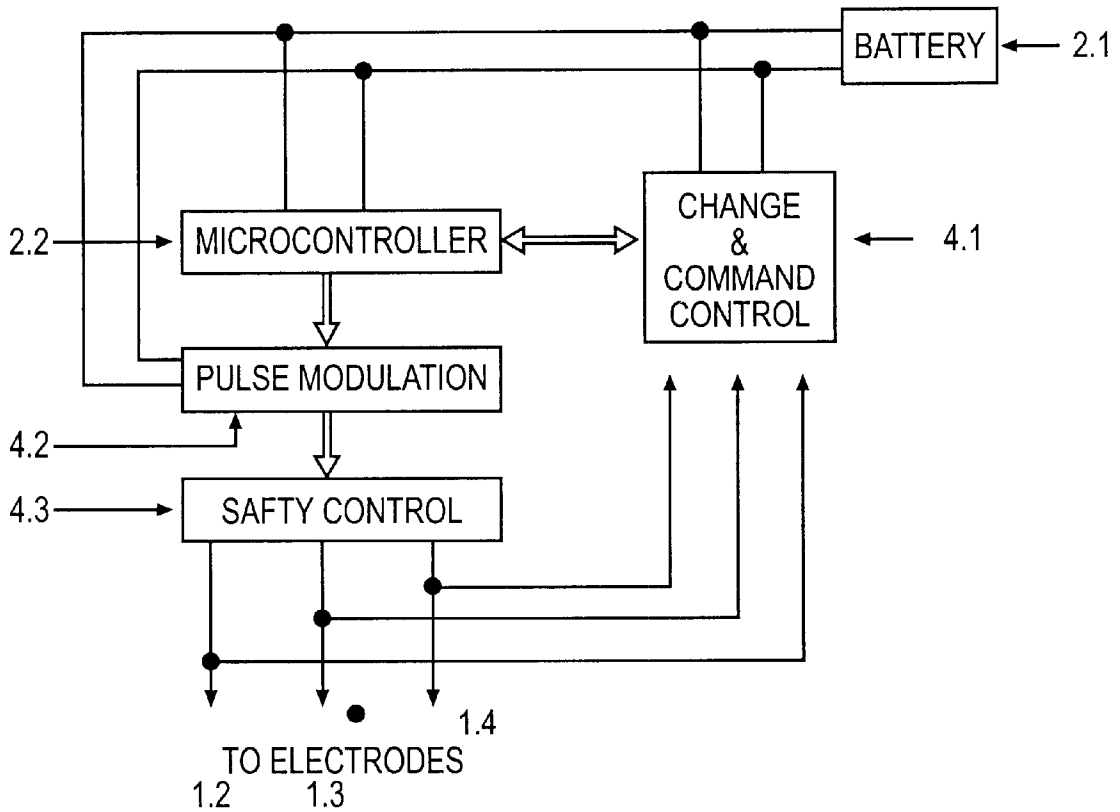 BATTERY
2.1
CHANGE
&
COMMAND
CONTROL
4.1
2.2
MICROCONTROLLER
PULSE MODULATION
4.2
4.3
SAFTY CONTROL
1.4
TO ELECTRODES
1.2 1.3